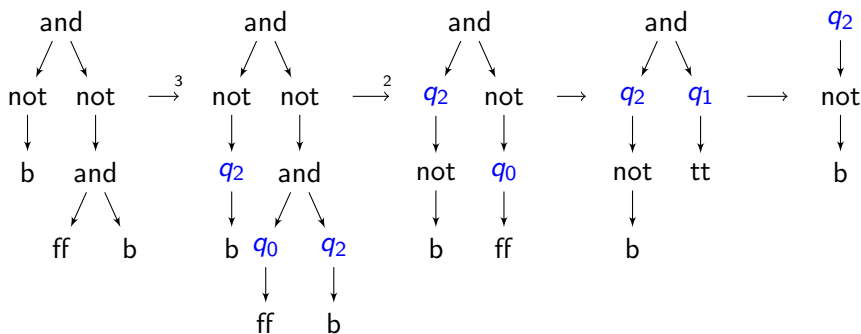 and and and and q2
not not 3 not not 2 q2 not q2 q1 not
b and q2 and not q0 not tt b
ff b b q0 q2 b ff b
ff b